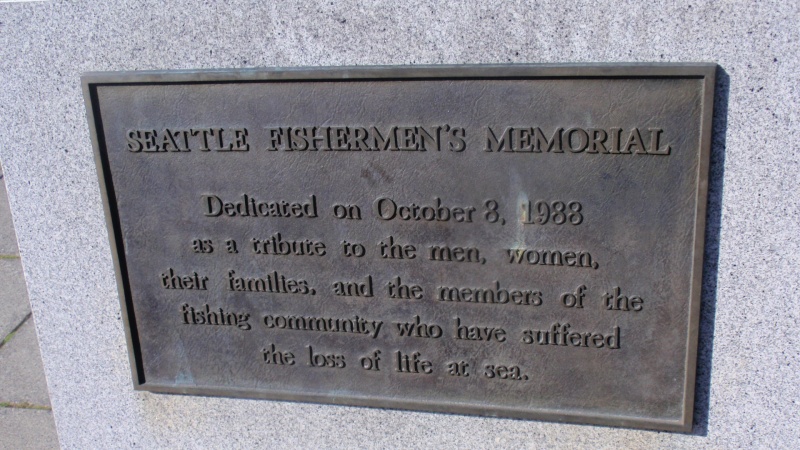 SEATTLE FISHERMEN'S MEMORIAL
Dedicated on October 8, 1988
as a tribute to the men, women,
their families, and the members of the
fishing community who have suffered
the loss of life at sea.